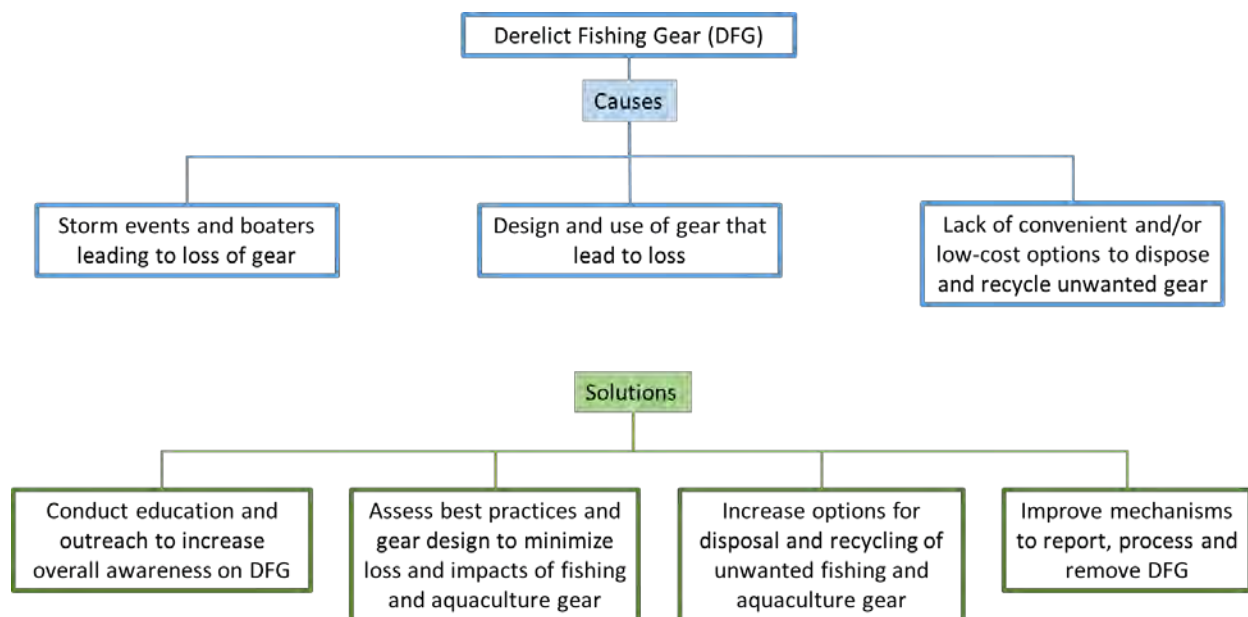 Derelict Fishing Gear (DFG)
Causes
Storm events and boaters
leading to loss of gear
Design and use of gear that
lead to loss
Lack of convenient and/or
low-cost options to dispose
and recycle unwanted gear
Solutions
Conduct education and
outreach to increase
overall awareness on DFG
Assess best practices and
gear design to minimize
loss and impacts of fishing
and aquaculture gear
Increase options for
disposal and recycling of
unwanted fishing and
aquaculture gear
Improve mechanisms
to report, process and
remove DFG